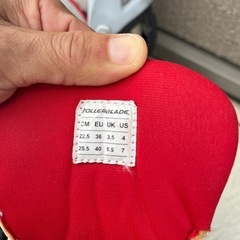 ROLLERBLADE
CM EU UK US
22.5 36 3.5 4
25.5 40 6.5 7